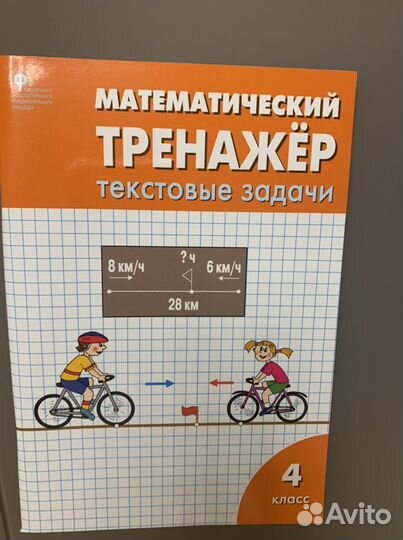 МАТЕМАТИЧЕСКИЙ
ТРЕНАЖЁР
текстовые задачи
? ч
8 км/ч
6 км/ч
28 км
4
класс
Avito